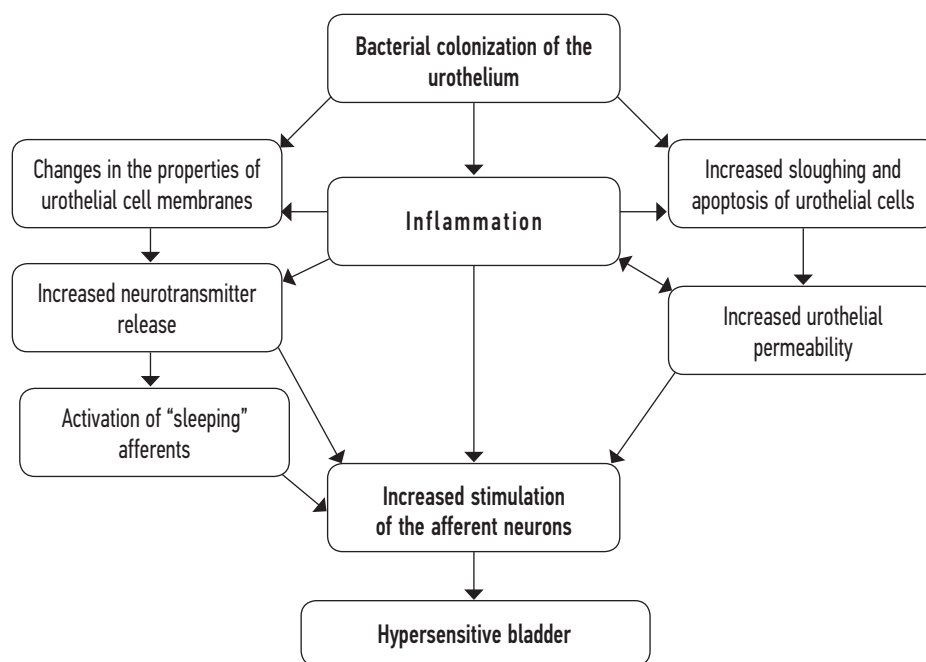 Bacterial colonization of the
urothelium
Changes in the properties of
urothelial cell membranes
Increased sloughing and
apoptosis of urothelial cells
Inflammation
Increased neurotransmitter
release
Increased urothelial
permeability
Activation of “sleeping”
afferents
Increased stimulation
of the afferent neurons
Hypersensitive bladder